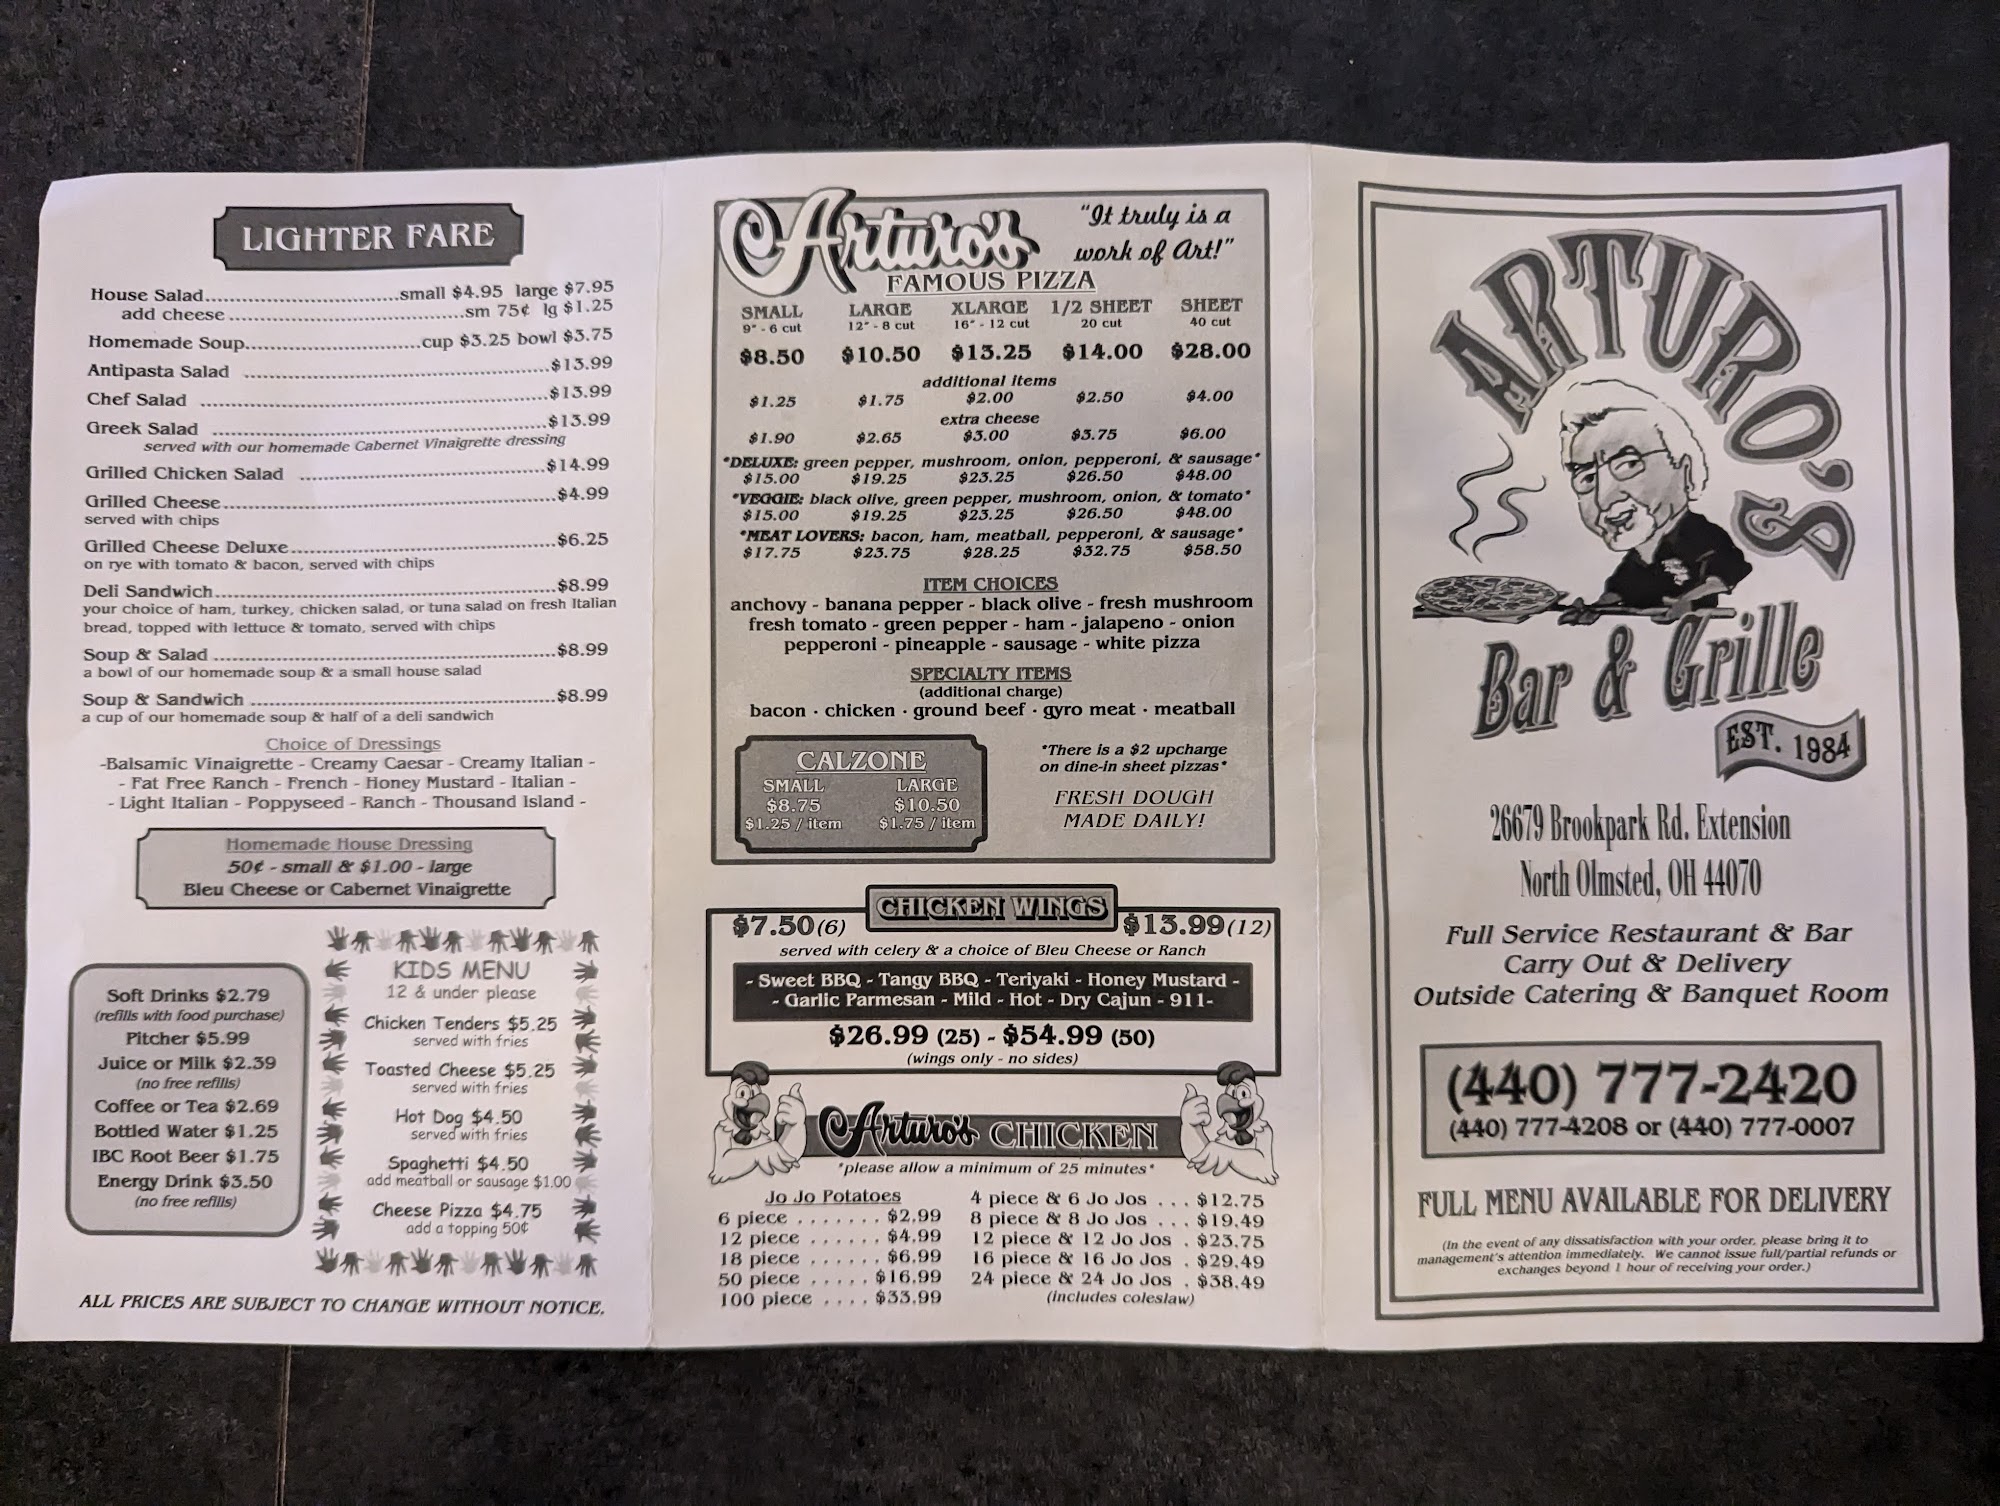 LIGHTER FARE
House Salad..................................small $4.95 large $7.95
add cheese..................................sm 75¢ lg $1.25
Homemade Soup..............................cup $3.25 bowl $3.75
Antipasta Salad ....................................................$13.99
Chef Salad ..........................................................$13.99
Greek Salad ........................................................$13.99
served with our homemade Cabernet Vinaigrette dressing
Grilled Chicken Salad ..........................................$14.99
Grilled Cheese......................................................$4.99
served with chips
Grilled Cheese Deluxe............................................$6.25
on rye with tomato & bacon, served with chips
Deli Sandwich.......................................................$8.99
your choice of ham, turkey, chicken salad, or tuna salad on fresh Italian
bread, topped with lettuce & tomato, served with chips
Soup & Salad .......................................................$8.99
a bowl of our homemade soup & a small house salad
Soup & Sandwich ..................................................$8.99
a cup of our homemade soup & half of a deli sandwich
Choice of Dressings
-Balsamic Vinaigrette - Creamy Caesar - Creamy Italian -
- Fat Free Ranch - French - Honey Mustard - Italian -
- Light Italian - Poppyseed - Ranch - Thousand Island -
Homemade House Dressing
50¢ - small & $1.00 - large
Bleu Cheese or Cabernet Vinaigrette
Soft Drinks $2.79
(refills with food purchase)
Pitcher $5.99
Juice or Milk $2.39
(no free refills)
Coffee or Tea $2.69
Bottled Water $1.25
IBC Root Beer $1.75
Energy Drink $3.50
(no free refills)
KIDS MENU
12 & under please
Chicken Tenders $5.25
served with fries
Toasted Cheese $5.25
served with fries
Hot Dog $4.50
served with fries
Spaghetti $4.50
add meatball or sausage $1.00
Cheese Pizza $4.75
add a topping 50¢
ALL PRICES ARE SUBJECT TO CHANGE WITHOUT NOTICE.
Arturo's
"It truly is a
work of Art!"
FAMOUS PIZZA
SMALL LARGE XLARGE 1/2 SHEET SHEET
9" - 6 cut 12" - 8 cut 16" - 12 cut 20 cut 40 cut
$8.50 $10.50 $13.25 $14.00 $28.00
additional items
$1.25 $1.75 $2.00 $2.50 $4.00
extra cheese
$1.90 $2.65 $3.00 $3.75 $6.00
*DELUXE: green pepper, mushroom, onion, pepperoni, & sausage*
$15.00 $19.25 $23.25 $26.50 $48.00
*VEGGIE: black olive, green pepper, mushroom, onion, & tomato*
$15.00 $19.25 $23.25 $26.50 $48.00
*MEAT LOVERS: bacon, ham, meatball, pepperoni, & sausage*
$17.75 $23.75 $28.25 $32.75 $58.50
ITEM CHOICES
anchovy - banana pepper - black olive - fresh mushroom
fresh tomato - green pepper - ham - jalapeno - onion
pepperoni - pineapple - sausage - white pizza
SPECIALTY ITEMS
(additional charge)
bacon · chicken · ground beef · gyro meat · meatball
CALZONE
SMALL LARGE
$8.75 $10.50
$1.25 / item $1.75 / item
*There is a $2 upcharge
on dine-in sheet pizzas*
FRESH DOUGH
MADE DAILY!
CHICKEN WINGS
$7.50 (6) $13.99 (12)
served with celery & a choice of Bleu Cheese or Ranch
- Sweet BBQ - Tangy BBQ - Teriyaki - Honey Mustard -
- Garlic Parmesan - Mild - Hot - Dry Cajun - 911-
$26.99 (25) - $54.99 (50)
(wings only - no sides)
Arturo's CHICKEN
*please allow a minimum of 25 minutes*
Jo Jo Potatoes
6 piece ....... $2.99
12 piece ...... $4.99
18 piece ...... $6.99
50 piece ..... $16.99
100 piece .... $33.99
4 piece & 6 Jo Jos ... $12.75
8 piece & 8 Jo Jos ... $19.49
12 piece & 12 Jo Jos . $23.75
16 piece & 16 Jo Jos . $29.49
24 piece & 24 Jo Jos . $38.49
(includes coleslaw)
ARTURO'S
Bar & Grille
EST. 1984
26679 Brookpark Rd. Extension
North Olmsted, OH 44070
Full Service Restaurant & Bar
Carry Out & Delivery
Outside Catering & Banquet Room
(440) 777-2420
(440) 777-4208 or (440) 777-0007
FULL MENU AVAILABLE FOR DELIVERY
(In the event of any dissatisfaction with your order, please bring it to
management's attention immediately. We cannot issue full/partial refunds or
exchanges beyond 1 hour of receiving your order.)